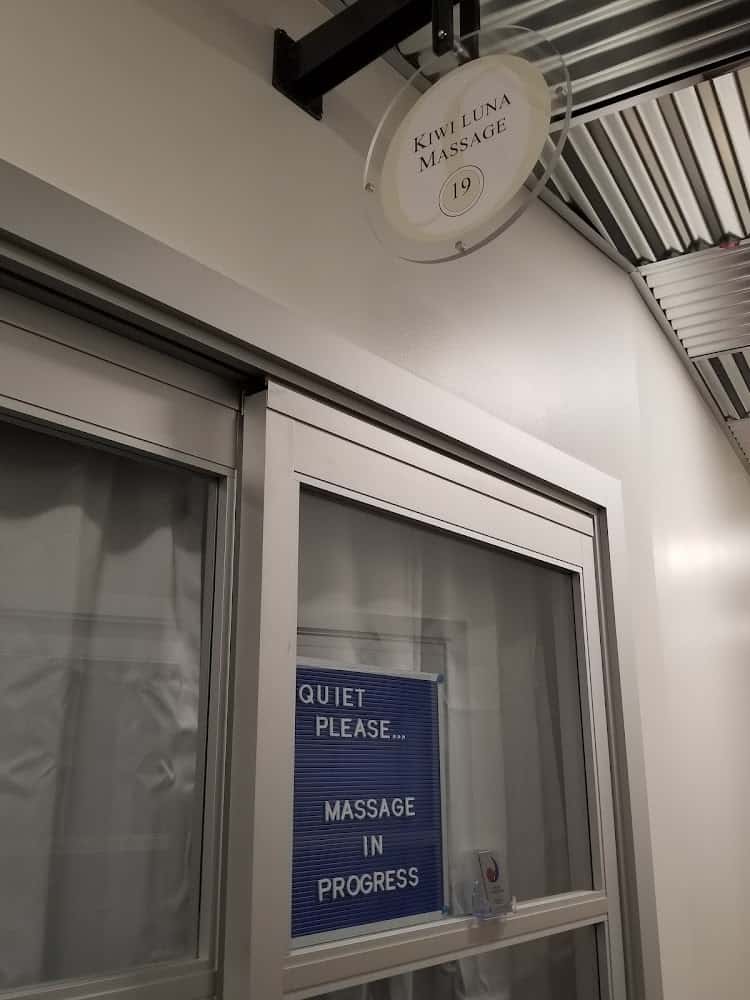 KIWI LUNA
MASSAGE
19
QUIET
PLEASE...
MASSAGE
IN
PROGRESS